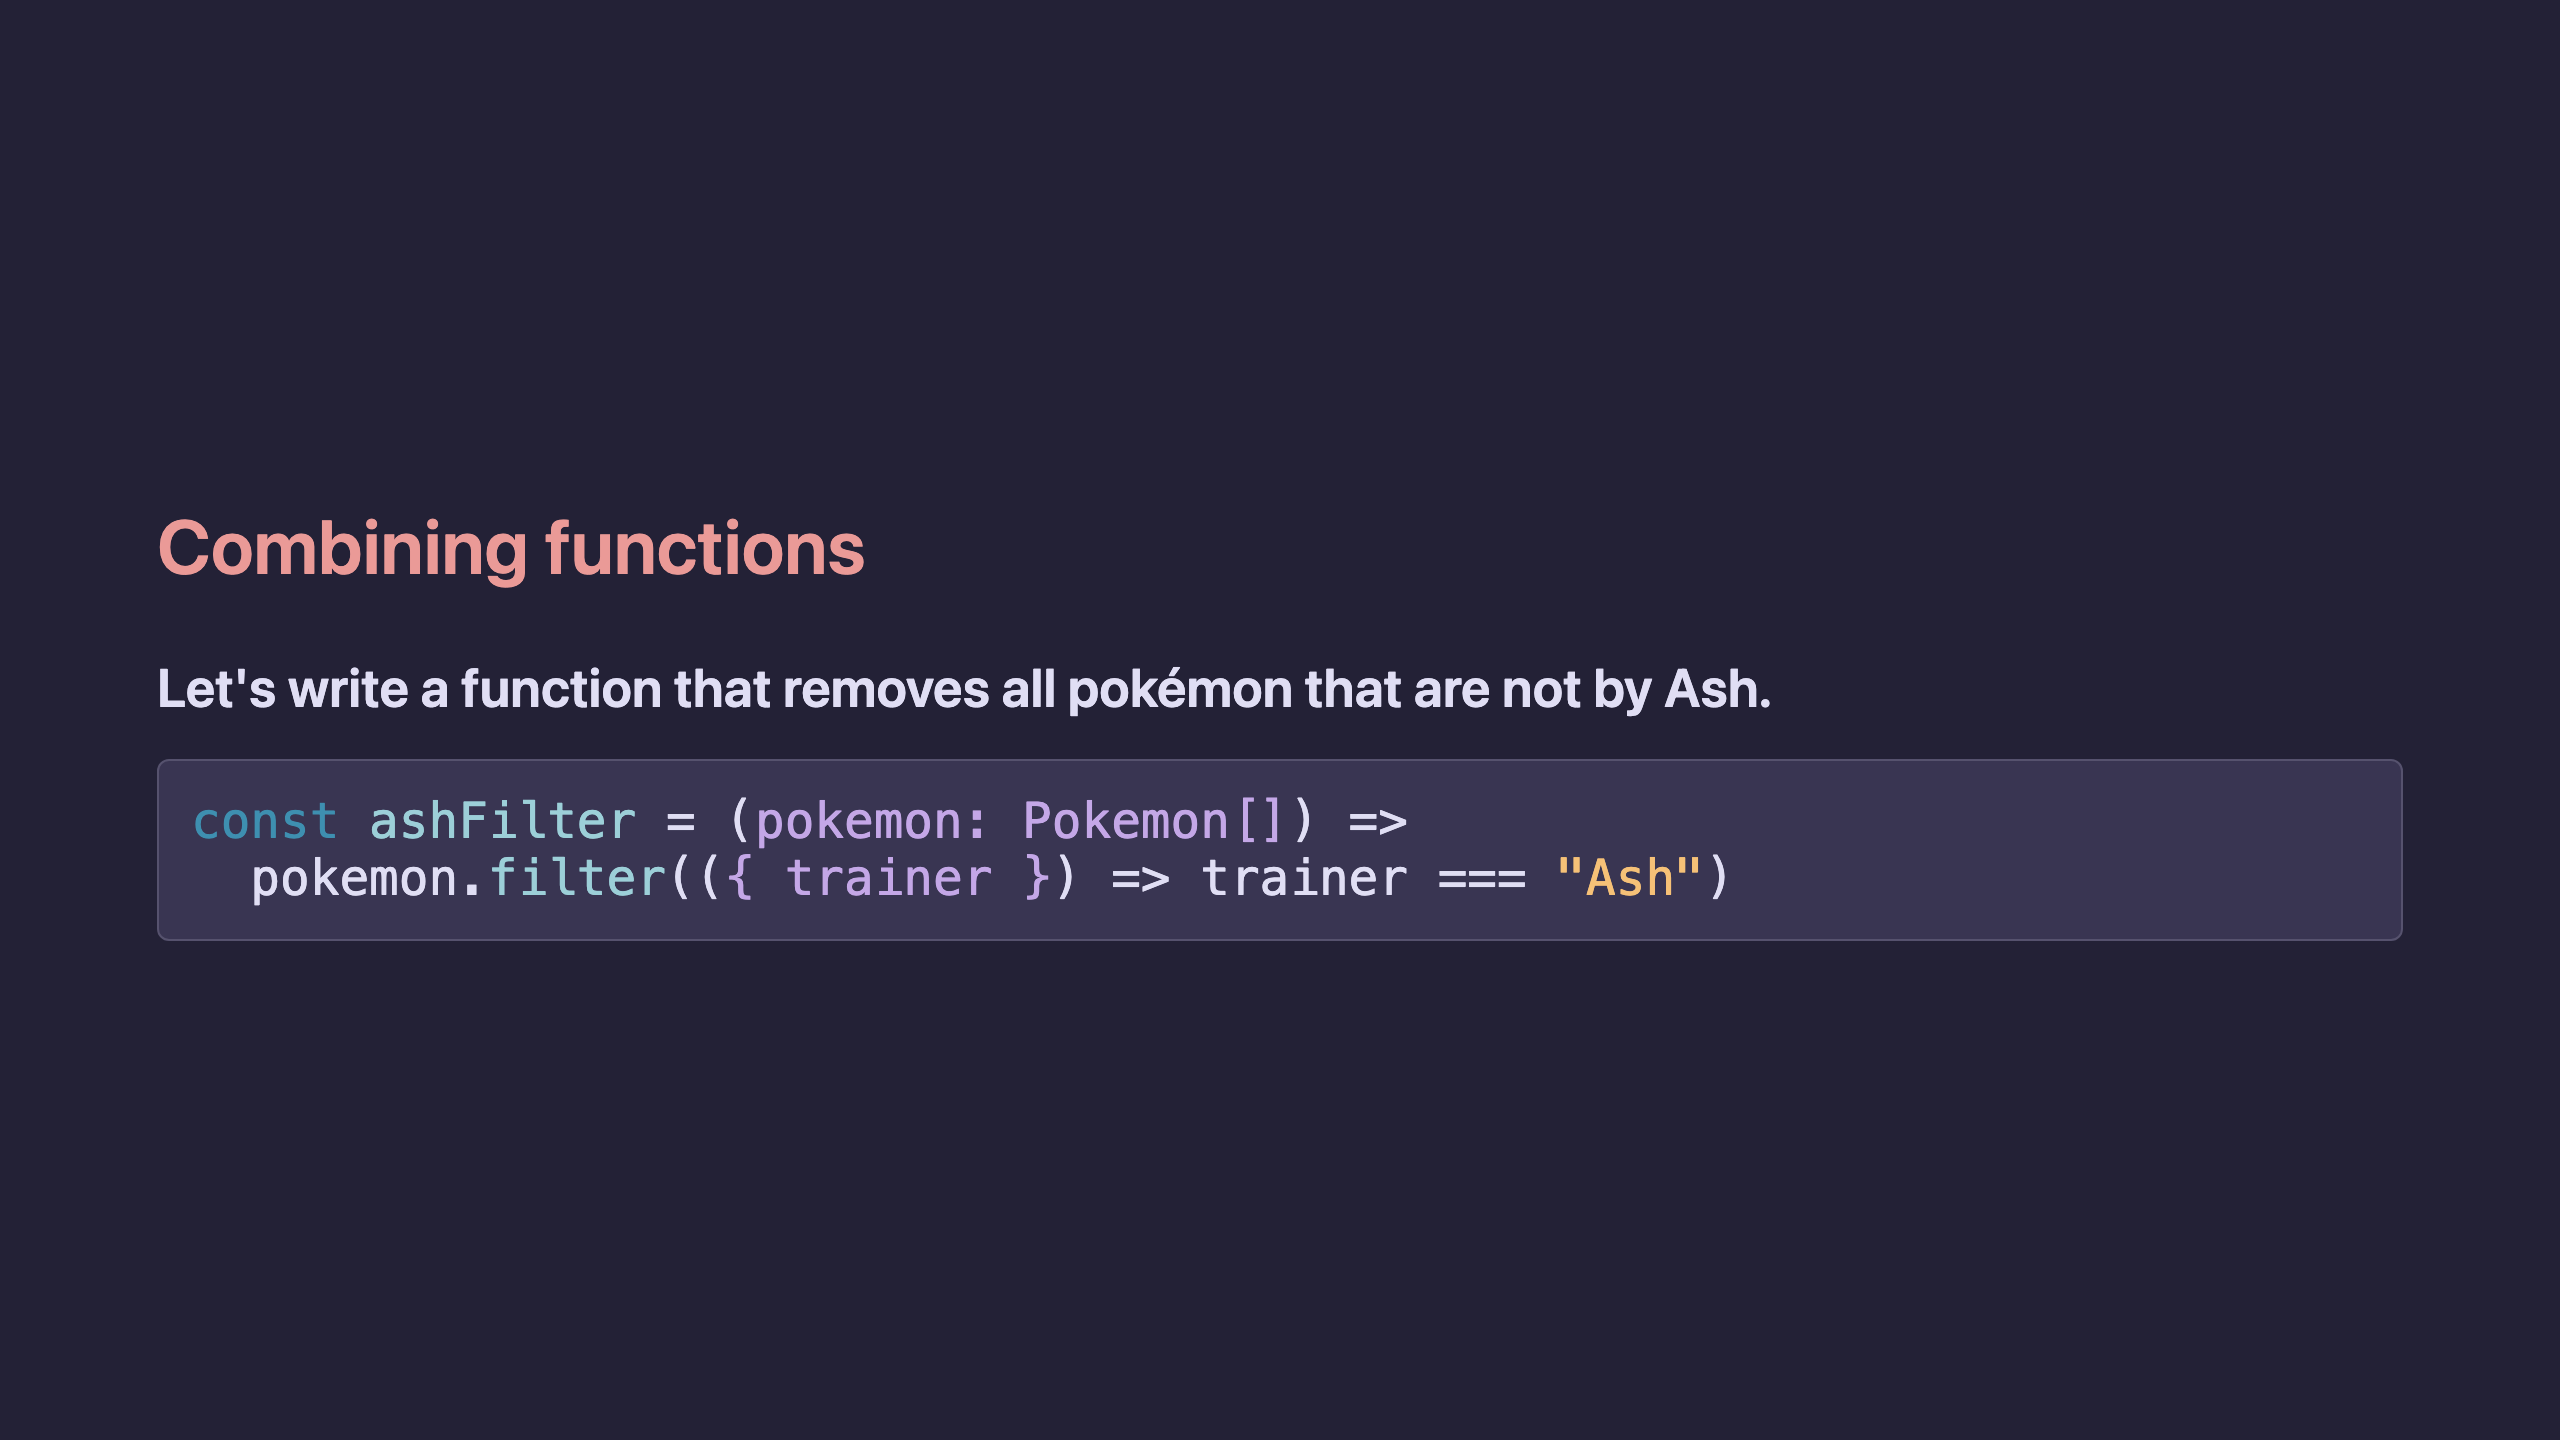 Combining functions
Let's write a function that removes all pokémon that are not by Ash.
const ashFilter = (pokemon: Pokemon[]) =>
  pokemon.filter(({ trainer }) => trainer === "Ash")